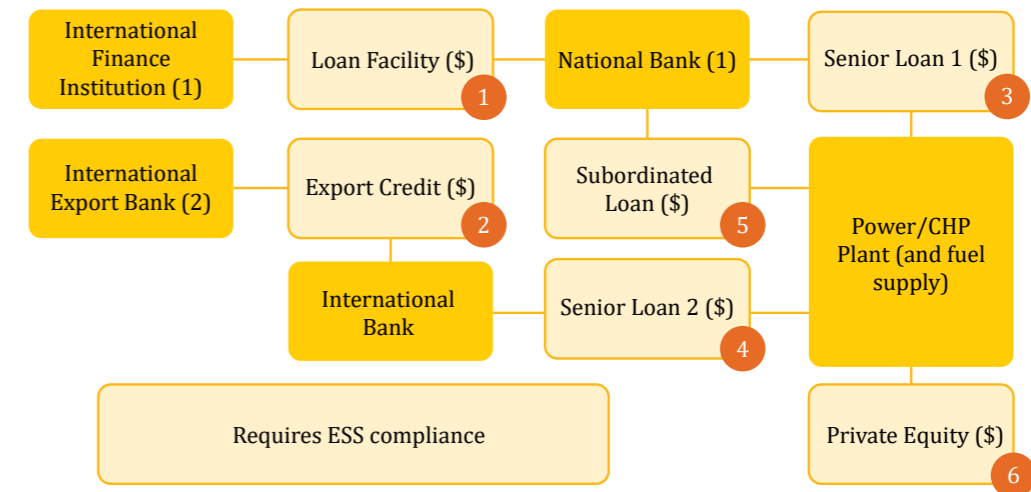 International
Finance
Institution (1)
Loan Facility ($)
1
National Bank (1)
Senior Loan 1 ($)
3
International
Export Bank (2)
Export Credit ($)
2
Subordinated
Loan ($)
5
Power/CHP
Plant (and fuel
supply)
International
Bank
Senior Loan 2 ($)
4
Requires ESS compliance
Private Equity ($)
6